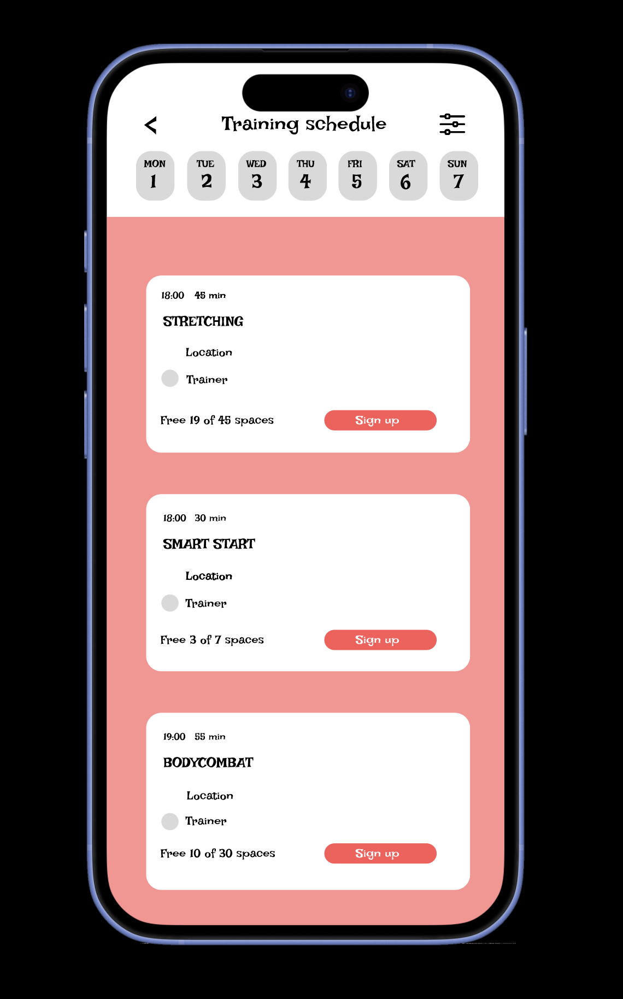 Training schedule
MON TUE WED THU FRI SAT SUN
1 2 3 4 5 6 7
18:00 45 min
STRETCHING
Location
Trainer
Free 19 of 45 spaces Sign up
18:00 30 min
SMART START
Location
Trainer
Free 3 of 7 spaces Sign up
19:00 55 min
BODYCOMBAT
Location
Trainer
Free 10 of 30 spaces Sign up